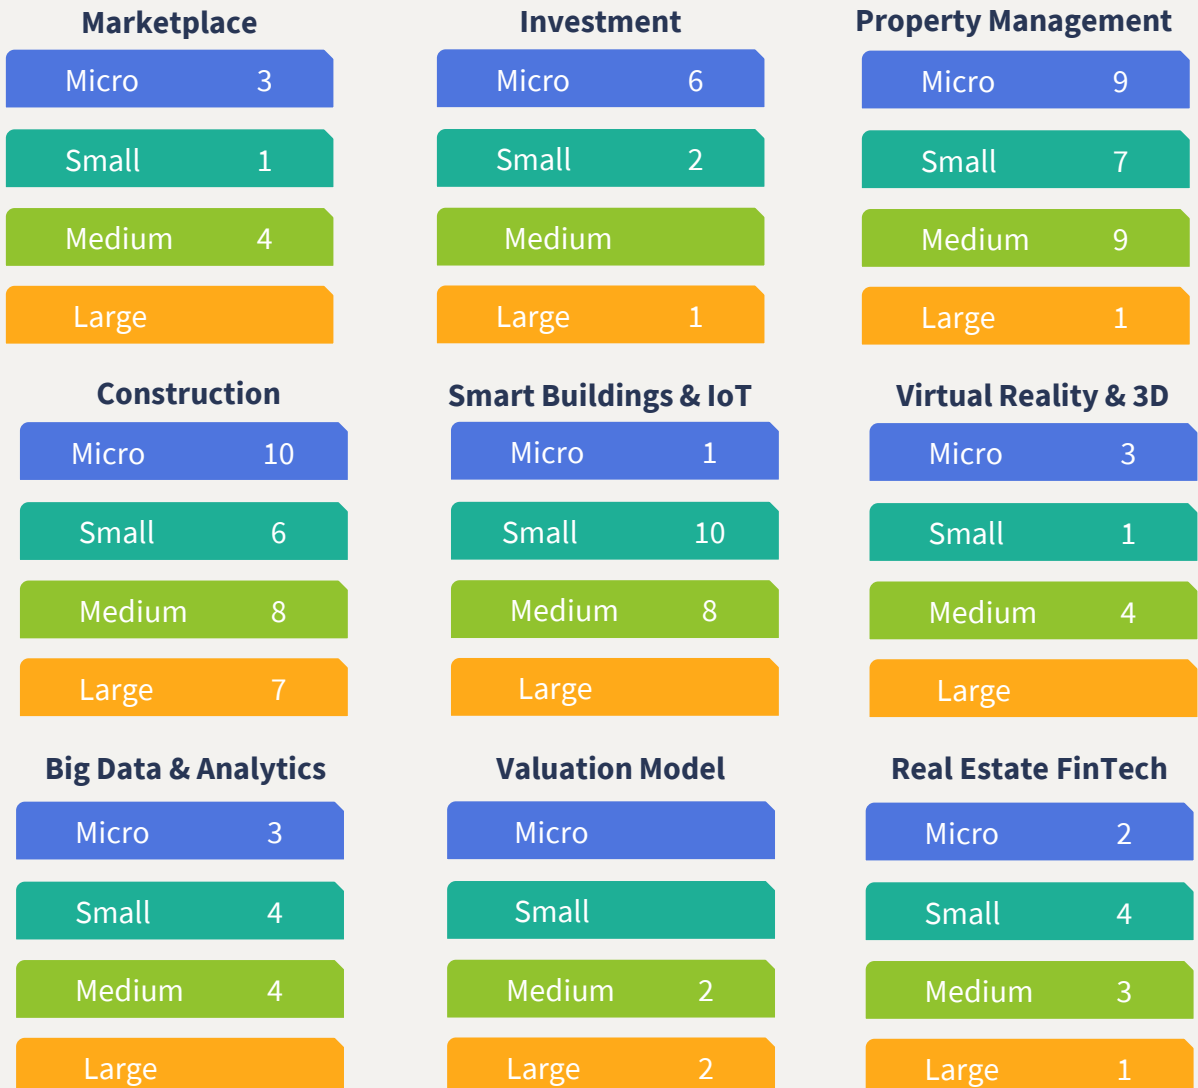 Marketplace
Micro 3
Small 1
Medium 4
Large
Investment
Micro 6
Small 2
Medium
Large 1
Property Management
Micro 9
Small 7
Medium 9
Large 1
Construction
Micro 10
Small 6
Medium 8
Large 7
Smart Buildings & IoT
Micro 1
Small 10
Medium 8
Large
Virtual Reality & 3D
Micro 3
Small 1
Medium 4
Large
Big Data & Analytics
Micro 3
Small 4
Medium 4
Large
Valuation Model
Micro
Small
Medium 2
Large 2
Real Estate FinTech
Micro 2
Small 4
Medium 3
Large 1